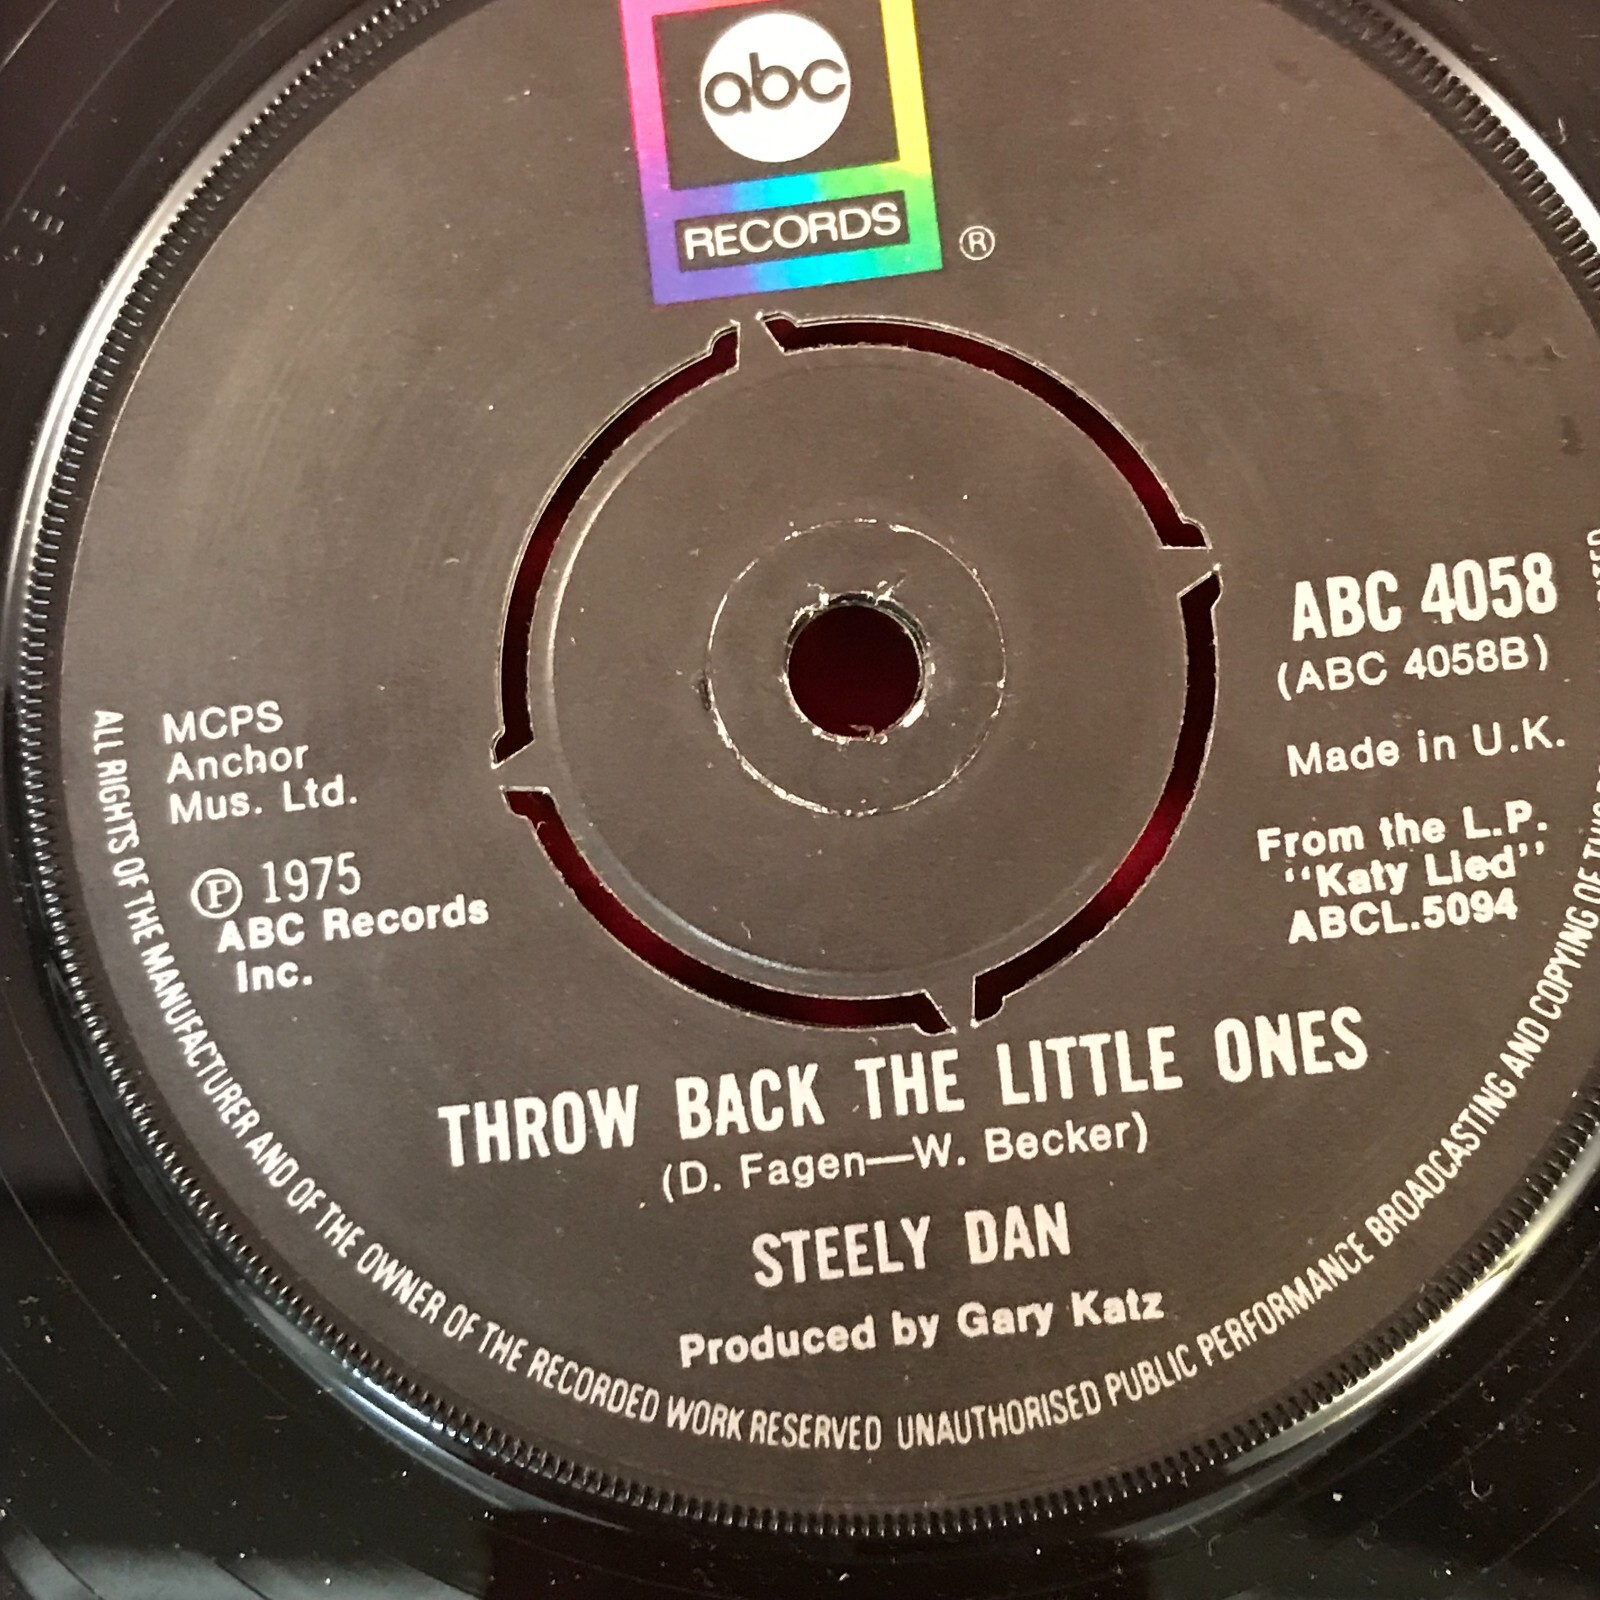 abc
RECORDS ®
ABC 4058
(ABC 4058B)
Made in U.K.
From the L.P.
"Katy Lied"
ABCL.5094
MCPS
Anchor
Mus. Ltd.
℗ 1975
ABC Records
Inc.
THROW BACK THE LITTLE ONES
(D. Fagen—W. Becker)
STEELY DAN
Produced by Gary Katz
ALL RIGHTS OF THE MANUFACTURER AND OF THE OWNER OF THE RECORDED WORK RESERVED UNAUTHORISED PUBLIC PERFORMANCE BROADCASTING AND COPYING OF THIS